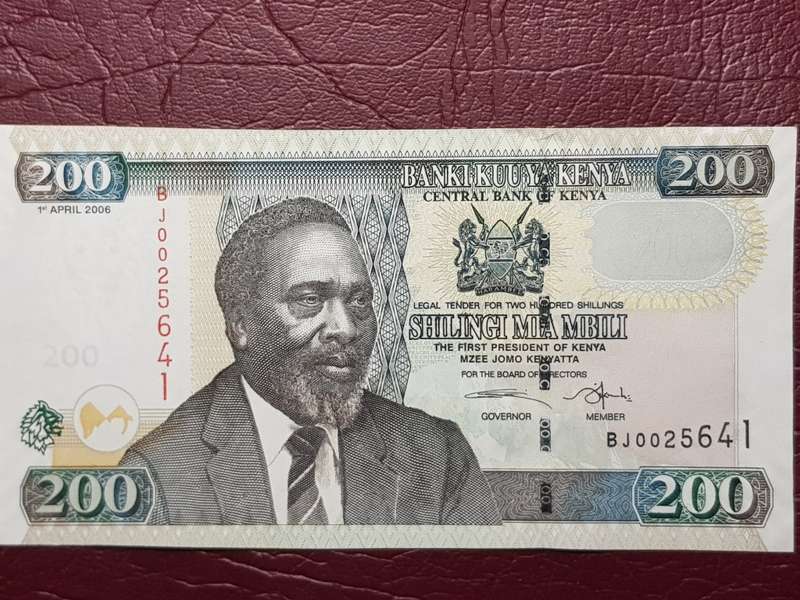 200
BANKI KUU YA KENYA
200
CENTRAL BANK OF KENYA
1st APRIL 2006
BJ0025641
HARAMBEE
LEGAL TENDER FOR TWO HUNDRED SHILLINGS
SHILINGI MIA MBILI
THE FIRST PRESIDENT OF KENYA
MZEE JOMO KENYATTA
FOR THE BOARD OF DIRECTORS
200
GOVERNOR MEMBER
BJ0025641
200
200